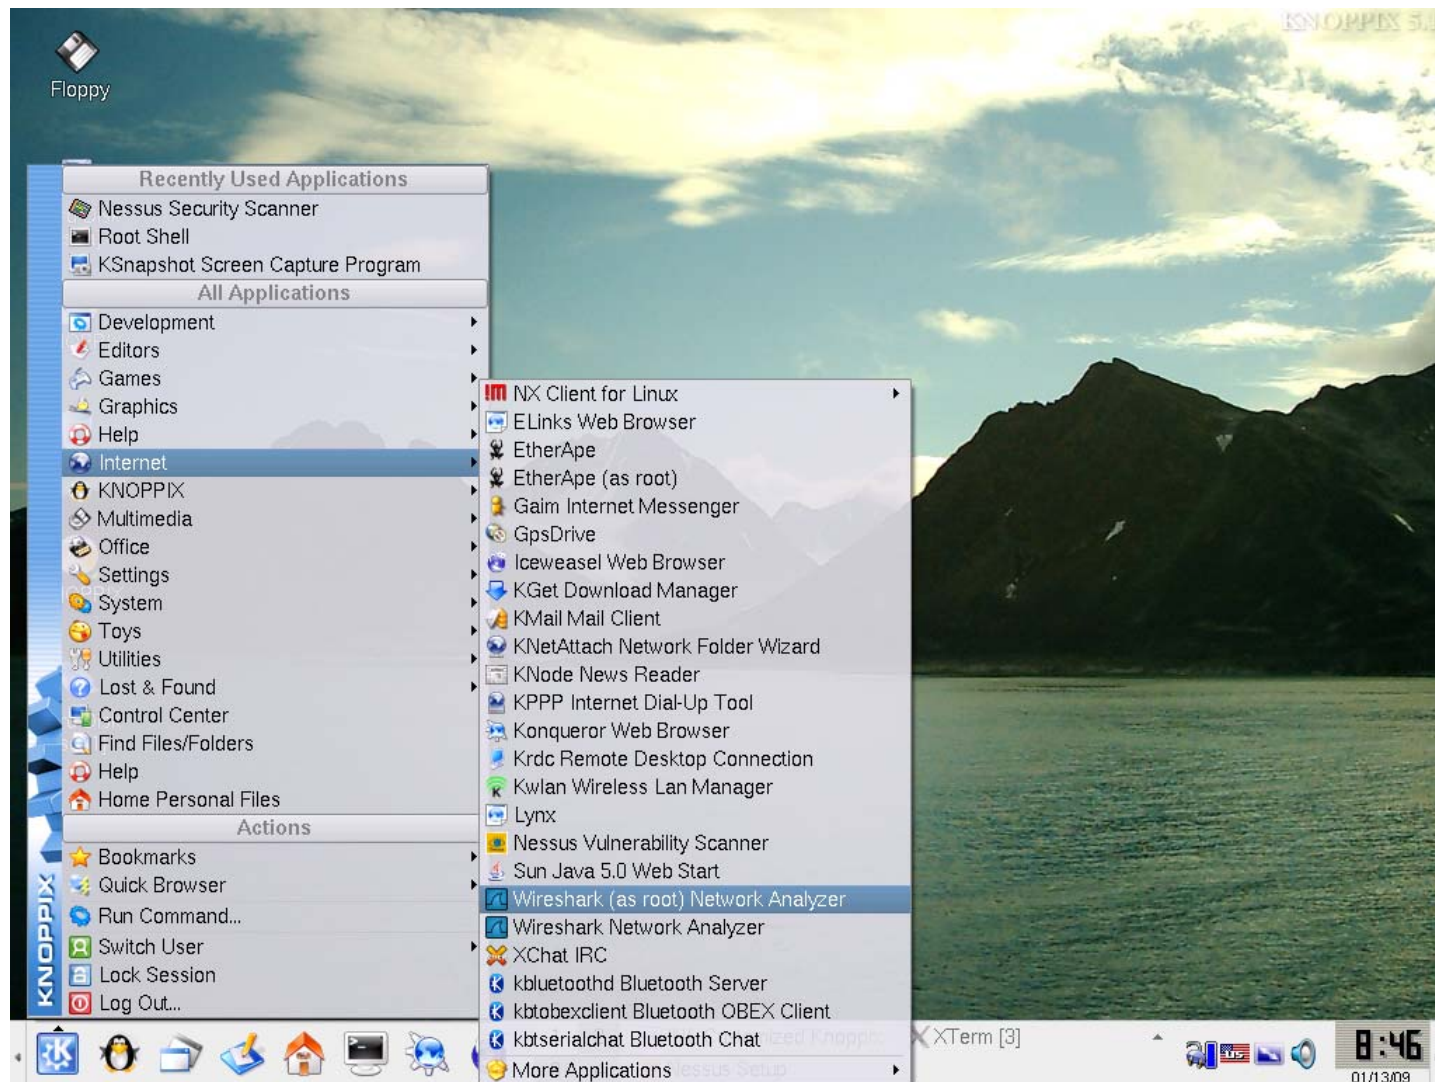 KNOPPIX 5.
Floppy
Recently Used Applications
Nessus Security Scanner
Root Shell
KSnapshot Screen Capture Program
All Applications
Development
Editors
Games
Graphics
Help
Internet
KNOPPIX
Multimedia
Office
Settings
System
Toys
Utilities
Lost & Found
Control Center
Find Files/Folders
Help
Home Personal Files
Actions
Bookmarks
Quick Browser
Run Command...
Switch User
Lock Session
Log Out...
KNOPPIX
NX Client for Linux
ELinks Web Browser
EtherApe
EtherApe (as root)
Gaim Internet Messenger
GpsDrive
Iceweasel Web Browser
KGet Download Manager
KMail Mail Client
KNetAttach Network Folder Wizard
KNode News Reader
KPPP Internet Dial-Up Tool
Konqueror Web Browser
Krdc Remote Desktop Connection
Kwlan Wireless Lan Manager
Lynx
Nessus Vulnerability Scanner
Sun Java 5.0 Web Start
Wireshark (as root) Network Analyzer
Wireshark Network Analyzer
XChat IRC
kbluetoothd Bluetooth Server
kbtobexclient Bluetooth OBEX Client
kbtserialchat Bluetooth Chat
More Applications
Nessus Setup
XTerm [3]
us
8:46
01/13/09